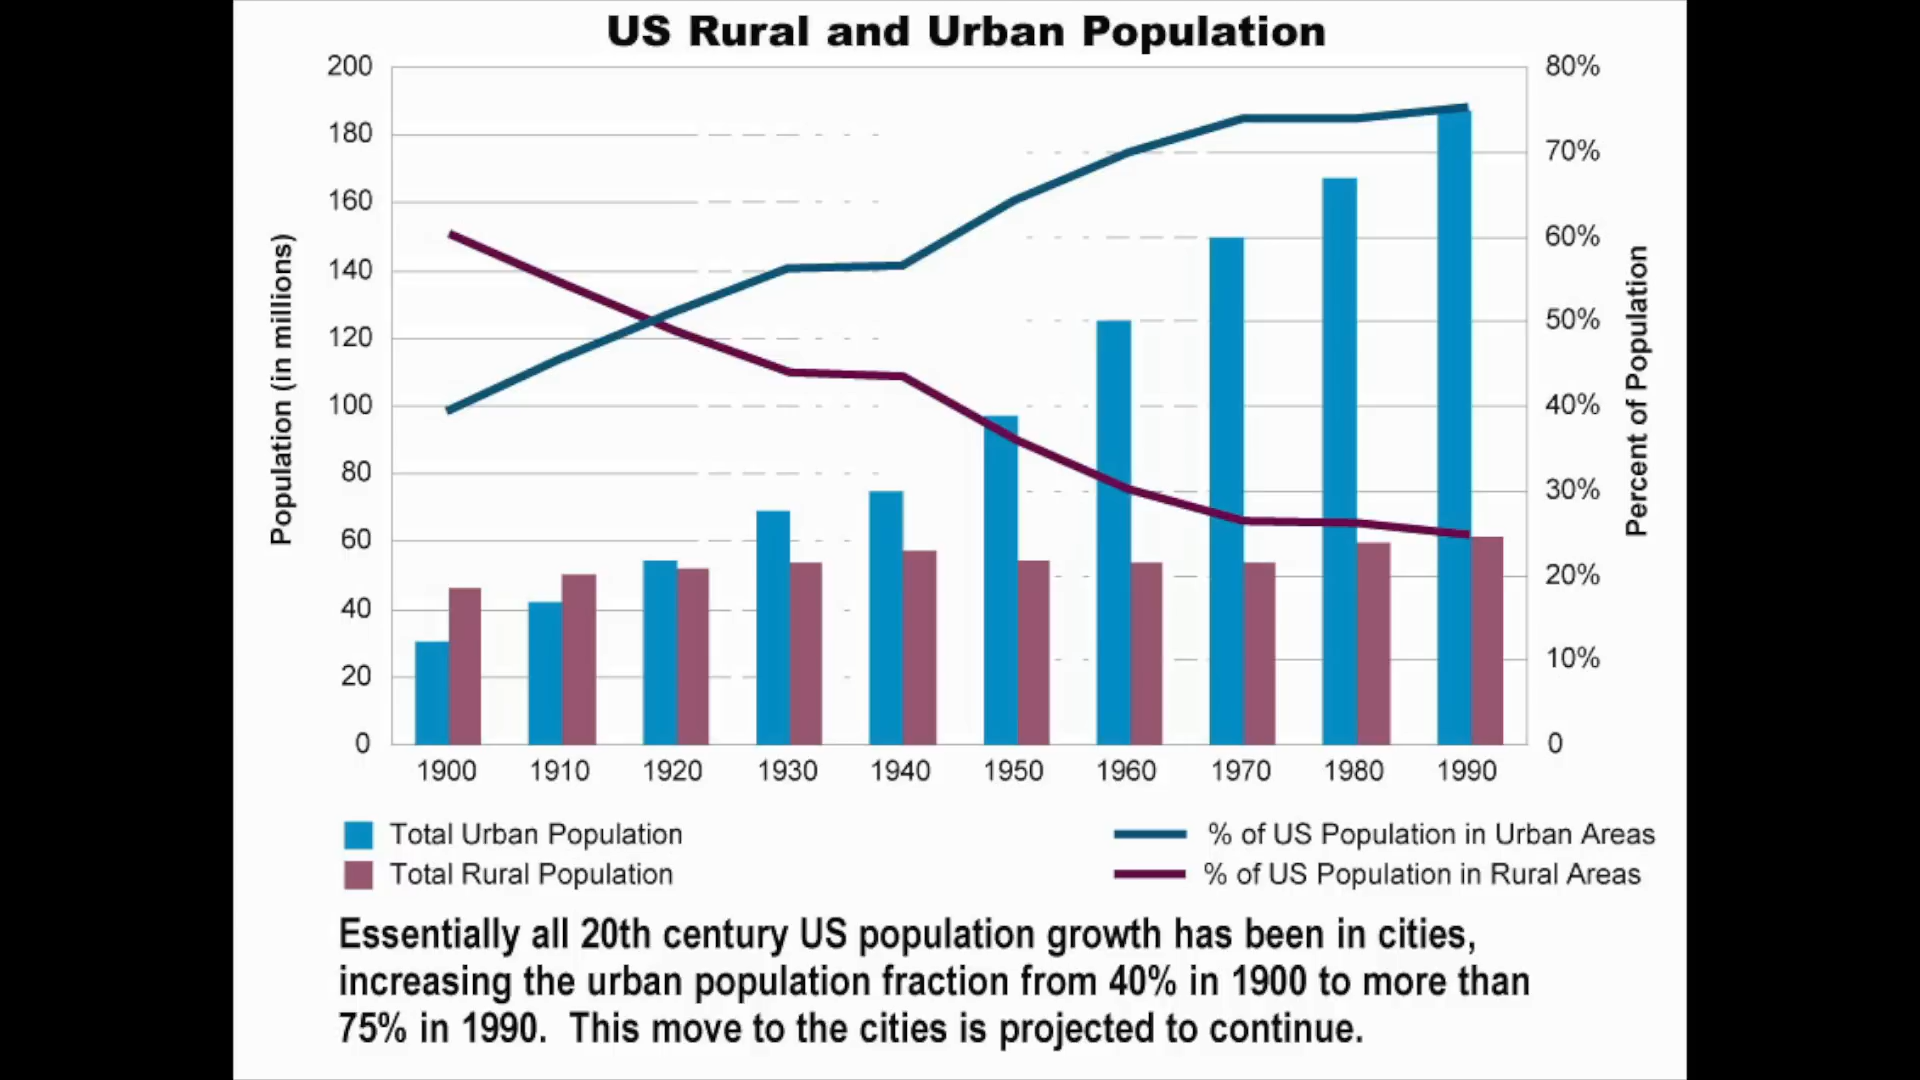 US Rural and Urban Population
200
180
160
140
120
100
80
60
40
20
0
Population (in millions)
80%
70%
60%
50%
40%
30%
20%
10%
0
Percent of Population
1900 1910 1920 1930 1940 1950 1960 1970 1980 1990
Total Urban Population
Total Rural Population
% of US Population in Urban Areas
% of US Population in Rural Areas
Essentially all 20th century US population growth has been in cities,
increasing the urban population fraction from 40% in 1900 to more than
75% in 1990. This move to the cities is projected to continue.